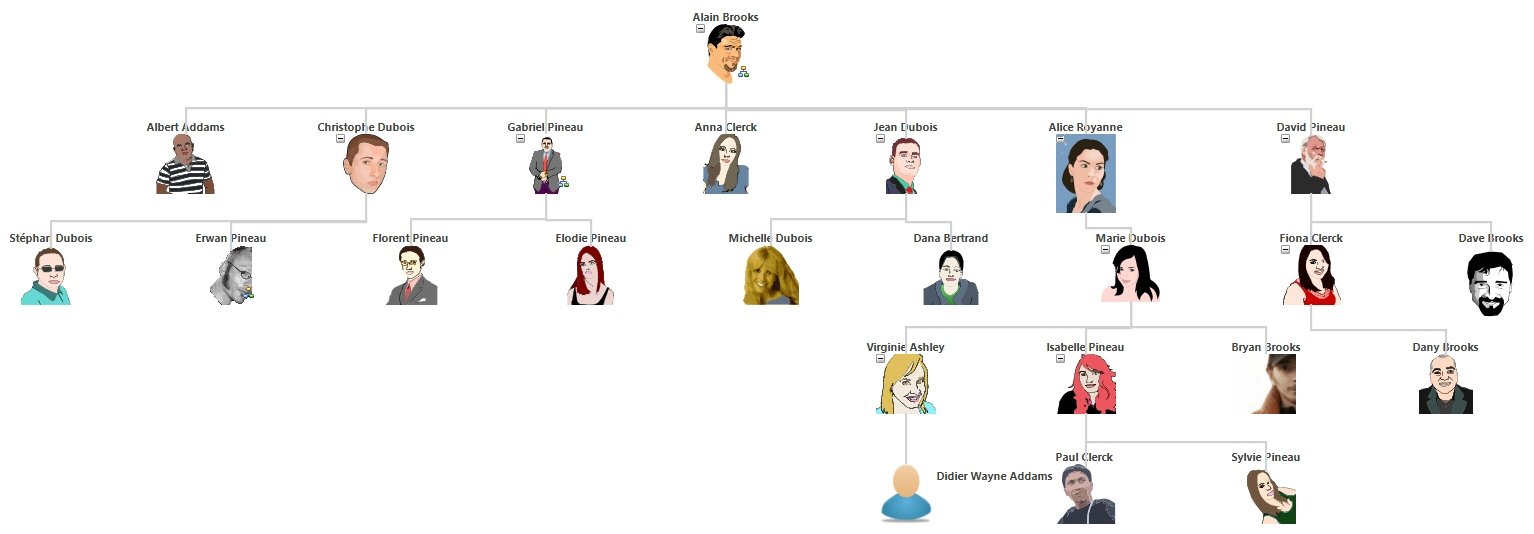 Alain Brooks
Albert Addams
Christophe Dubois
Gabriel Pineau
Anna Clerck
Jean Dubois
Alice Royanne
David Pineau
Stéphan Dubois
Erwan Pineau
Florent Pineau
Elodie Pineau
Michelle Dubois
Dana Bertrand
Marie Dubois
Fiona Clerck
Dave Brooks
Virginie Ashley
Isabelle Pineau
Bryan Brooks
Dany Brooks
Paul Clerck
Sylvie Pineau
Didier Wayne Addams